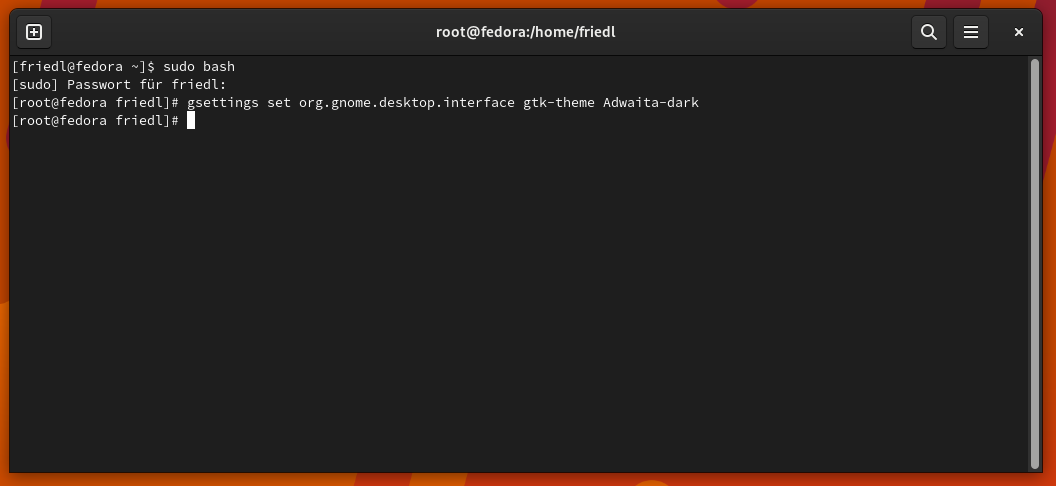 root@fedora:/home/friedl
[friedl@fedora ~]$ sudo bash
[sudo] Passwort für friedl:
[root@fedora friedl]# gsettings set org.gnome.desktop.interface gtk-theme Adwaita-dark
[root@fedora friedl]#